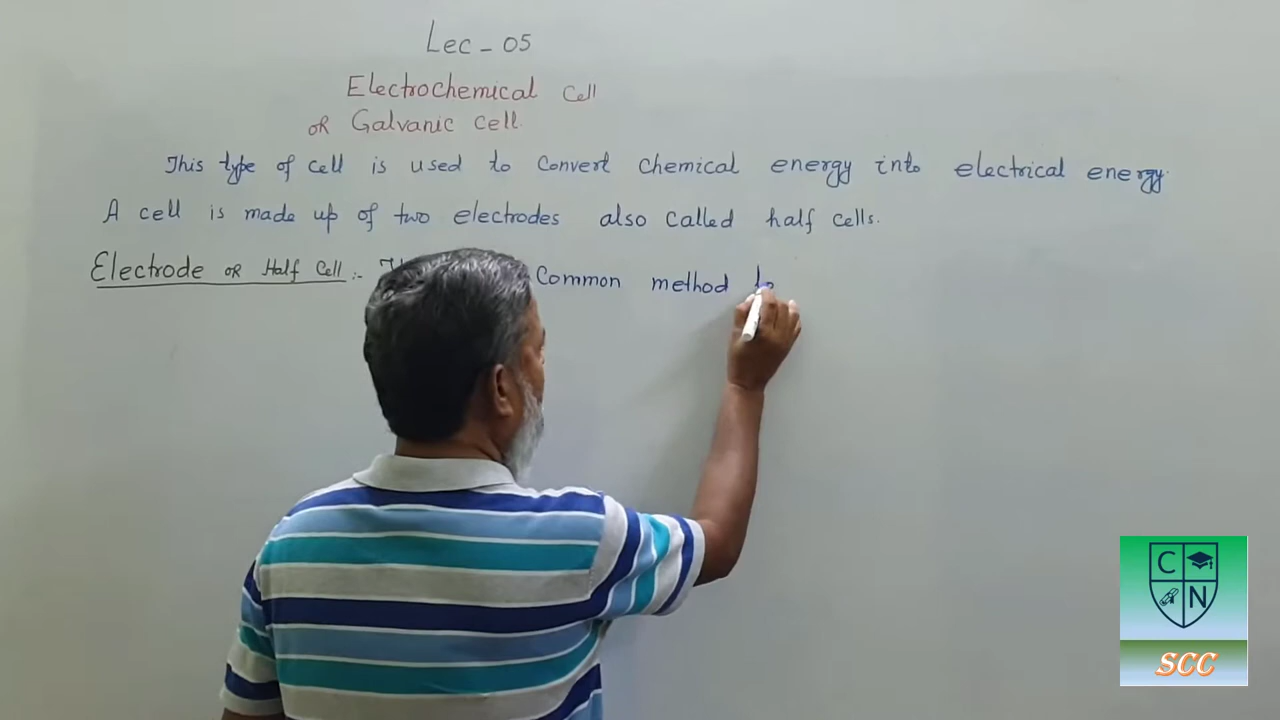 Lec - 05
Electrochemical Cell
OR Galvanic cell.
This type of cell is used to convert chemical energy into electrical energy.
A cell is made up of two electrodes also called half cells.
Electrode OR Half Cell :- Common method to
C N
SCC